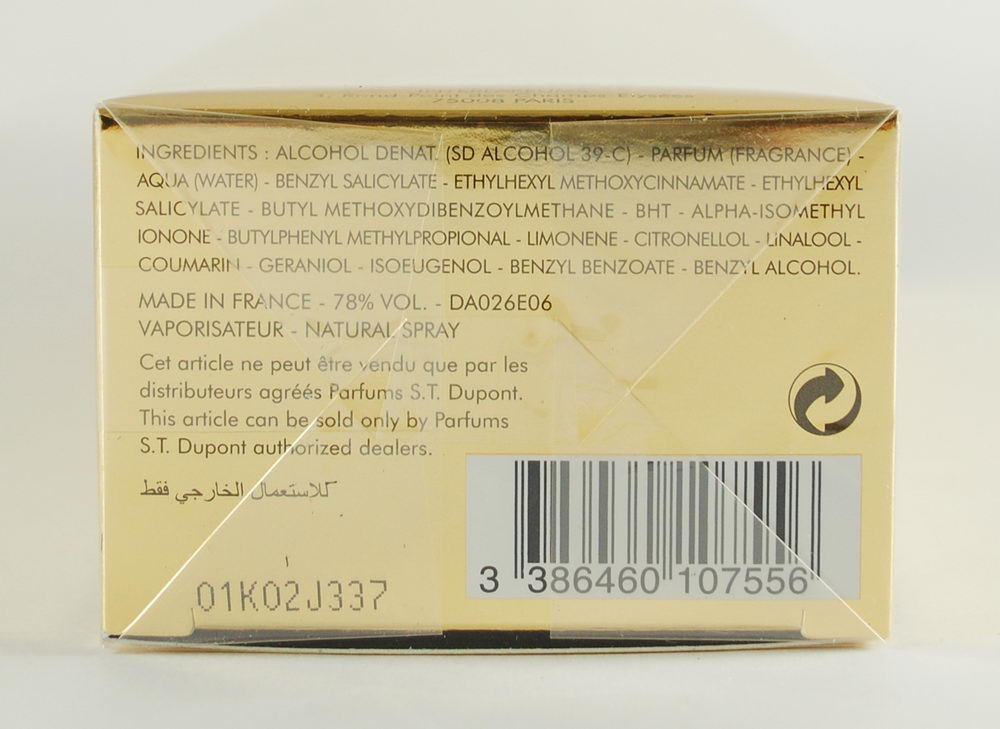 75008 PARIS
INGREDIENTS : ALCOHOL DENAT. (SD ALCOHOL 39-C) - PARFUM (FRAGRANCE) -
AQUA (WATER) - BENZYL SALICYLATE - ETHYLHEXYL METHOXYCINNAMATE - ETHYLHEXYL
SALICYLATE - BUTYL METHOXYDIBENZOYLMETHANE - BHT - ALPHA-ISOMETHYL
IONONE - BUTYLPHENYL METHYLPROPIONAL - LIMONENE - CITRONELLOL - LINALOOL -
COUMARIN - GERANIOL - ISOEUGENOL - BENZYL BENZOATE - BENZYL ALCOHOL.
MADE IN FRANCE - 78% VOL. - DA026E06
VAPORISATEUR - NATURAL SPRAY
Cet article ne peut être vendu que par les
distributeurs agréés Parfums S.T. Dupont.
This article can be sold only by Parfums
S.T. Dupont authorized dealers.
للاستعمال الخارجي فقط
01K02J337
3 386460 107556